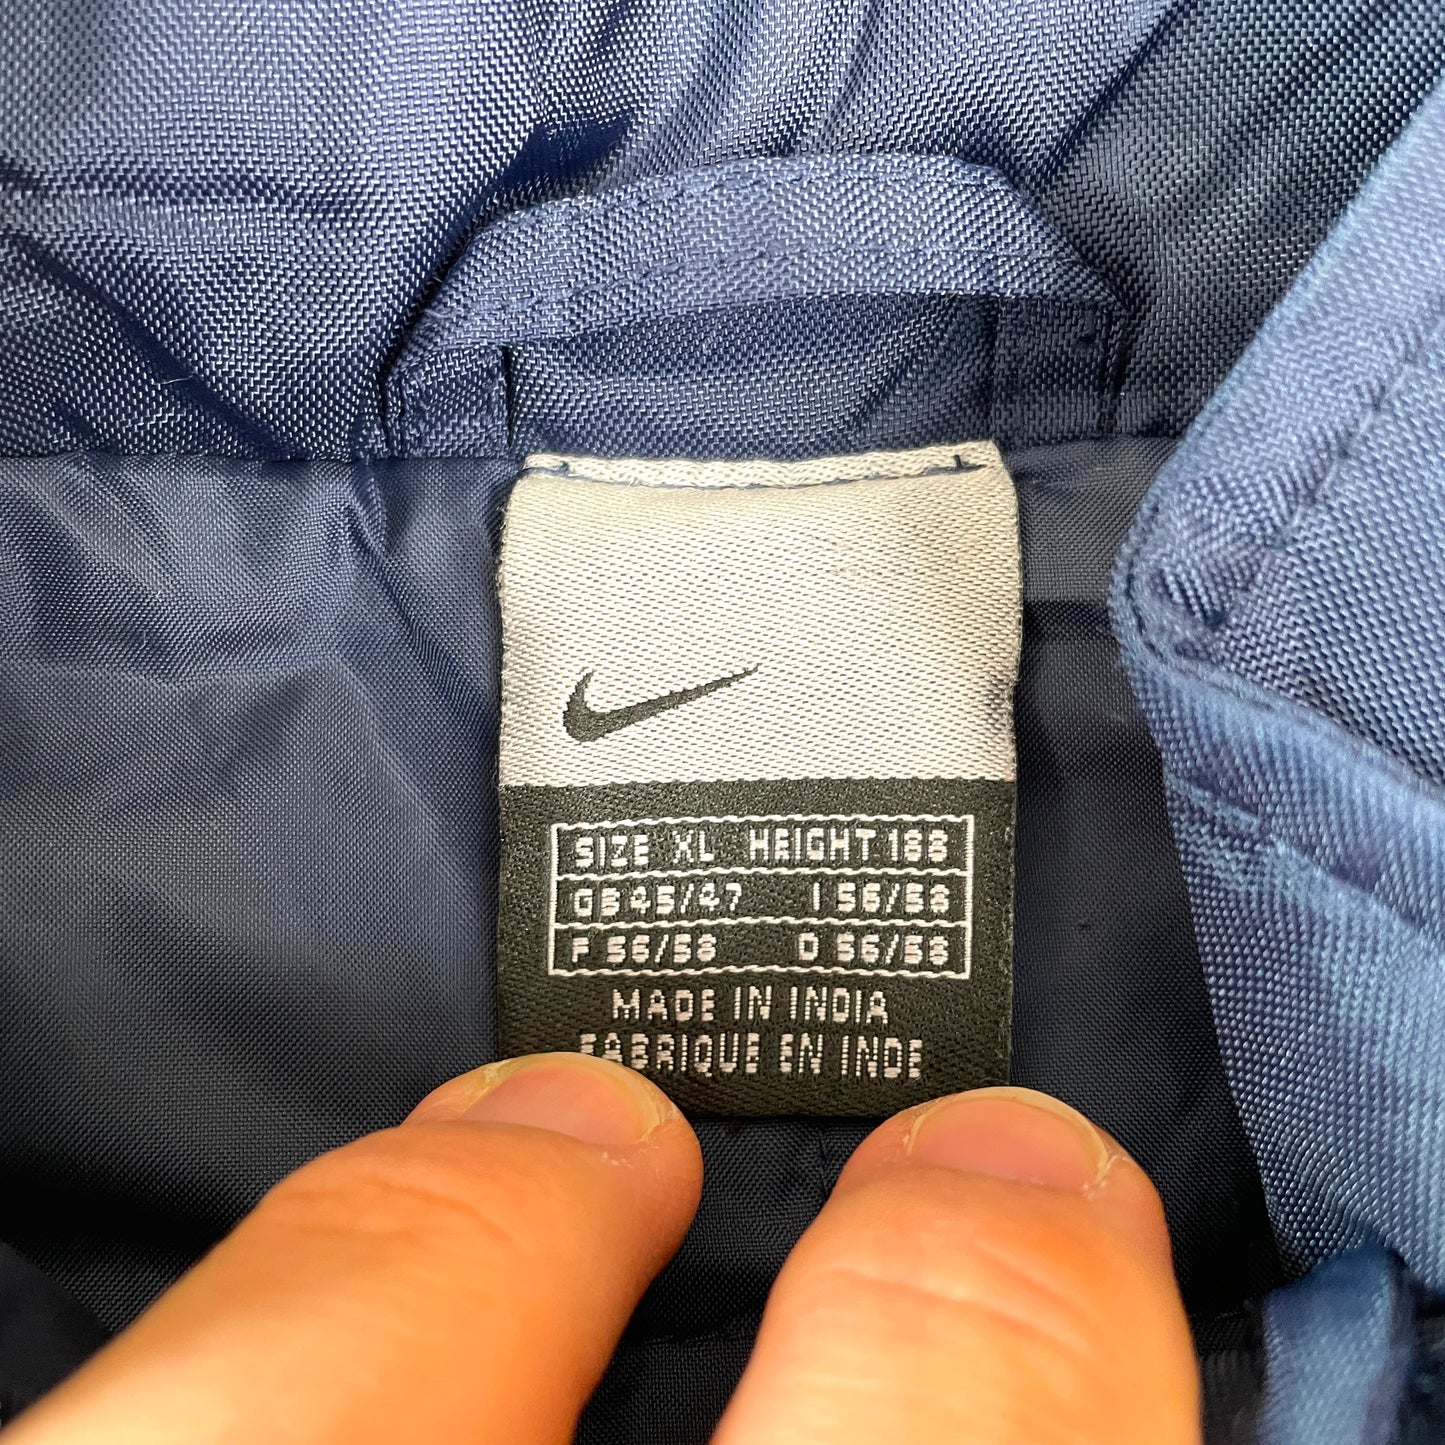 SIZE XL HEIGHT 188
GB 45/47 I 56/58
F 56/58 D 56/58
MADE IN INDIA
FABRIQUE EN INDE